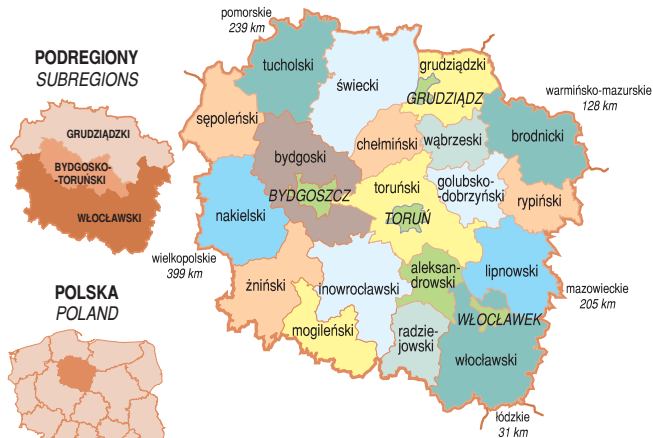 PODREGIONY
SUBREGIONS
GRUDZIĄDZKI
BYDGOSKO-
-TORUŃSKI
WŁOCŁAWSKI
POLSKA
POLAND
pomorskie
239 km
warmińsko-mazurskie
128 km
mazowieckie
205 km
łódzkie
31 km
wielkopolskie
399 km
tucholski
świecki
grudziądzki
GRUDZIĄDZ
sępoleński
bydgoski
chełmiński
wąbrzeski
brodnicki
BYDGOSZCZ
toruński
TORUŃ
golubsko-
-dobrzyński
rypiński
nakielski
żniński
inowrocławski
aleksan-
drowski
lipnowski
WŁOCŁAWEK
mogileński
radzie-
jowski
włocławski